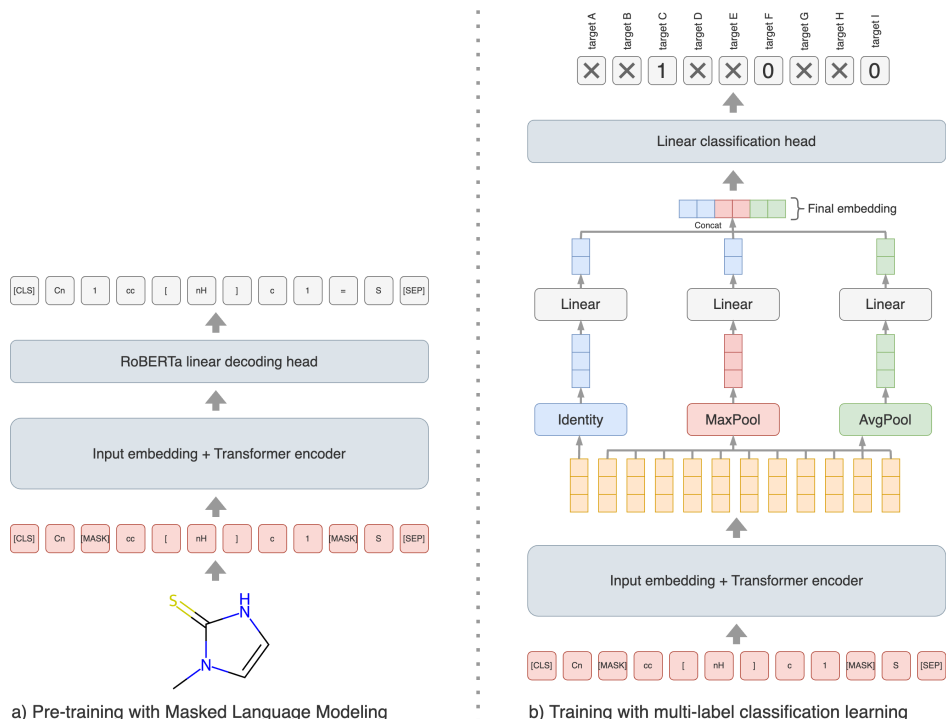 [CLS] Cn 1 cc [ nH ] c 1 = S [SEP]
RoBERTa linear decoding head
Input embedding + Transformer encoder
[CLS] Cn [MASK] cc [ nH ] c 1 [MASK] S [SEP]
S
H
N
N
a) Pre-training with Masked Language Modeling
target A target B target C target D target E target F target G target H target I
X X 1 X X 0 X X 0
Linear classification head
Final embedding
Concat
Linear Linear Linear
Identity MaxPool AvgPool
Input embedding + Transformer encoder
[CLS] Cn [MASK] cc [ nH ] c 1 [MASK] S [SEP]
b) Training with multi-label classification learning